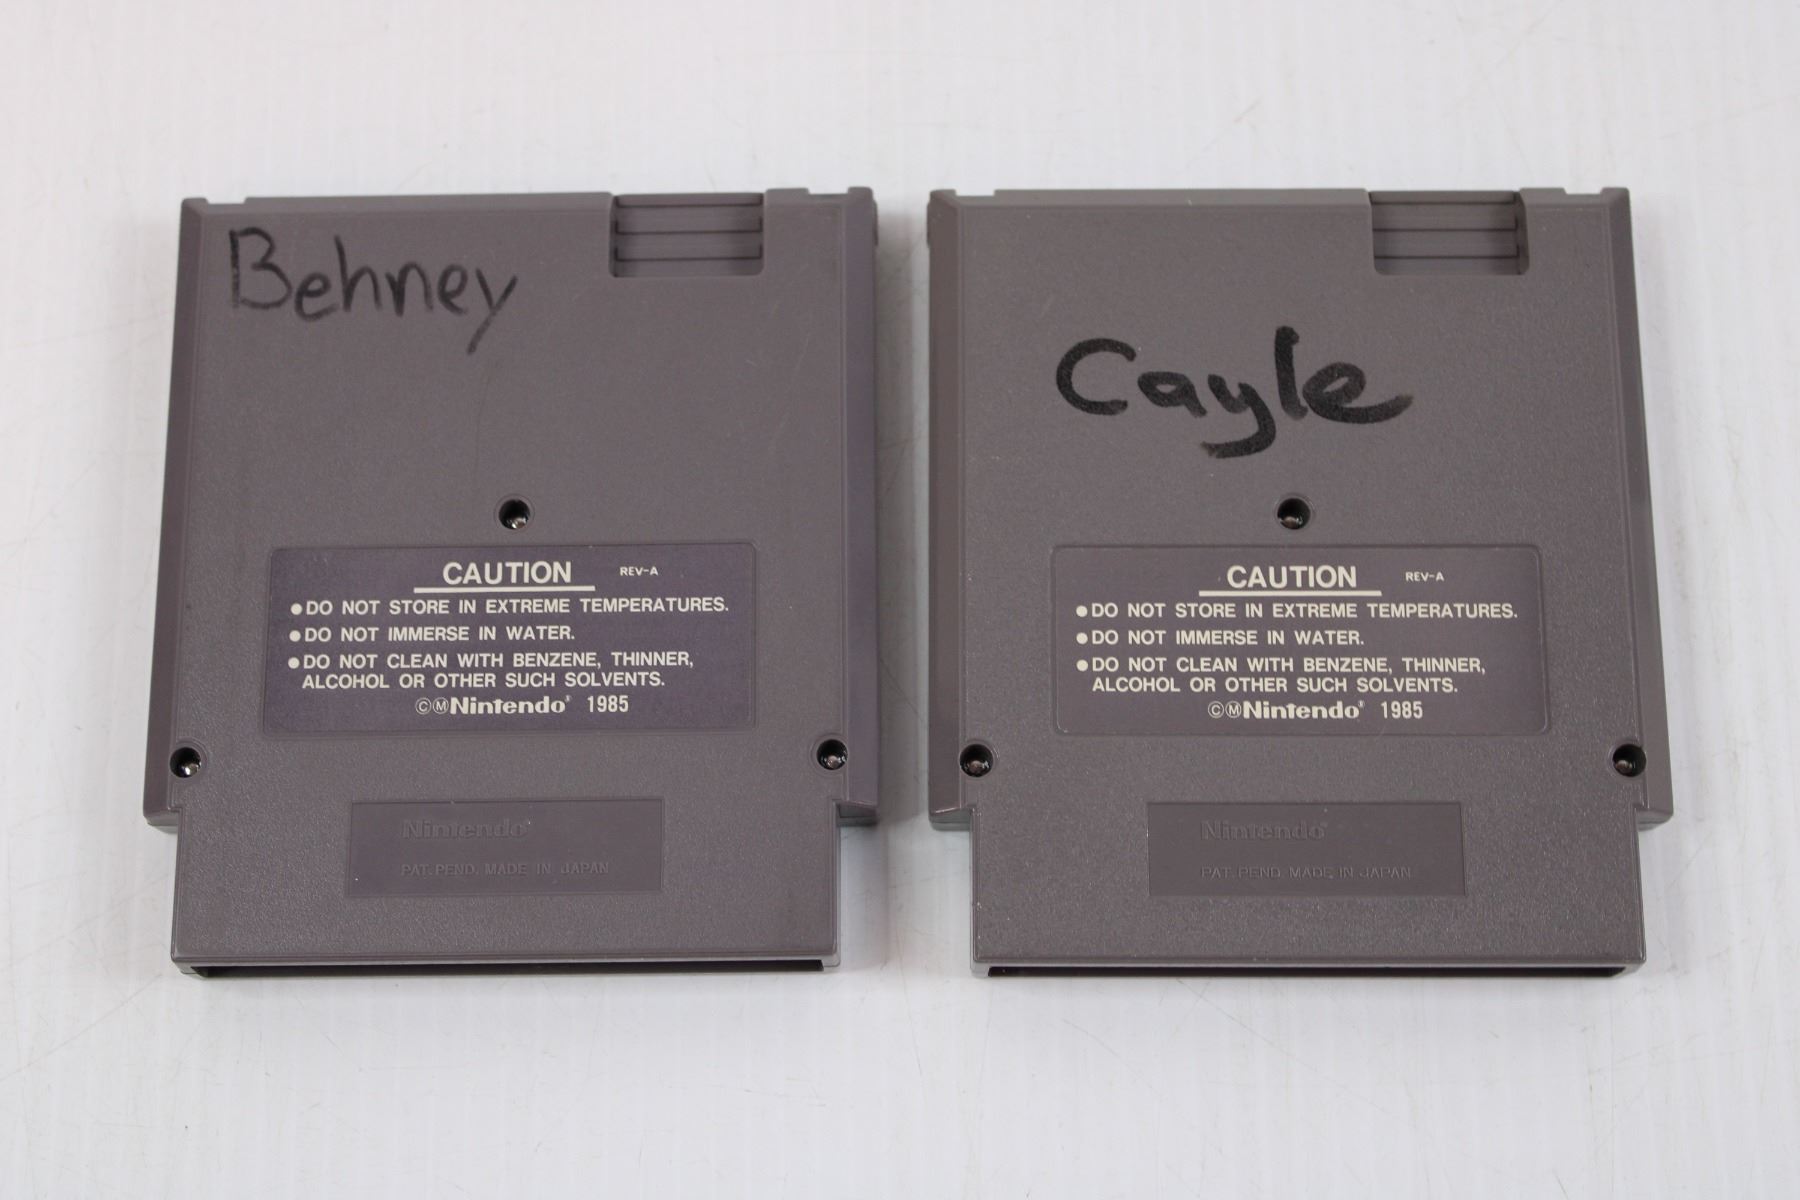 Behney
CAUTION REV-A
●DO NOT STORE IN EXTREME TEMPERATURES.
●DO NOT IMMERSE IN WATER.
●DO NOT CLEAN WITH BENZENE, THINNER,
ALCOHOL OR OTHER SUCH SOLVENTS.
©ⓂNintendo® 1985
Nintendo®
PAT. PEND. MADE IN JAPAN
Cayle
CAUTION REV-A
●DO NOT STORE IN EXTREME TEMPERATURES.
●DO NOT IMMERSE IN WATER.
●DO NOT CLEAN WITH BENZENE, THINNER,
ALCOHOL OR OTHER SUCH SOLVENTS.
©ⓂNintendo® 1985
Nintendo®
PAT. PEND. MADE IN JAPAN